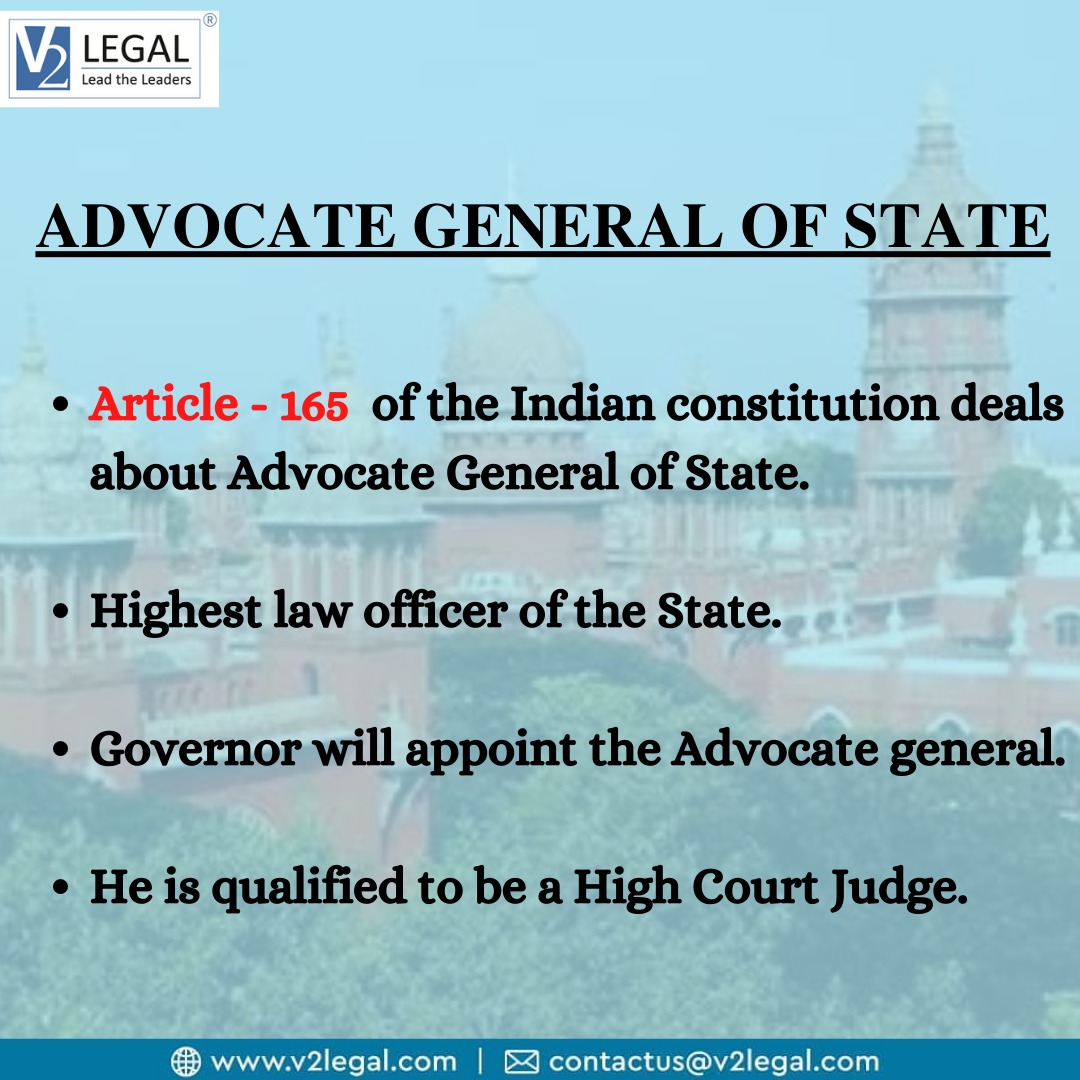 V2 LEGAL ®
Lead the Leaders
ADVOCATE GENERAL OF STATE
• Article - 165 of the Indian constitution deals
about Advocate General of State.
• Highest law officer of the State.
• Governor will appoint the Advocate general.
• He is qualified to be a High Court Judge.
www.v2legal.com | contactus@v2legal.com